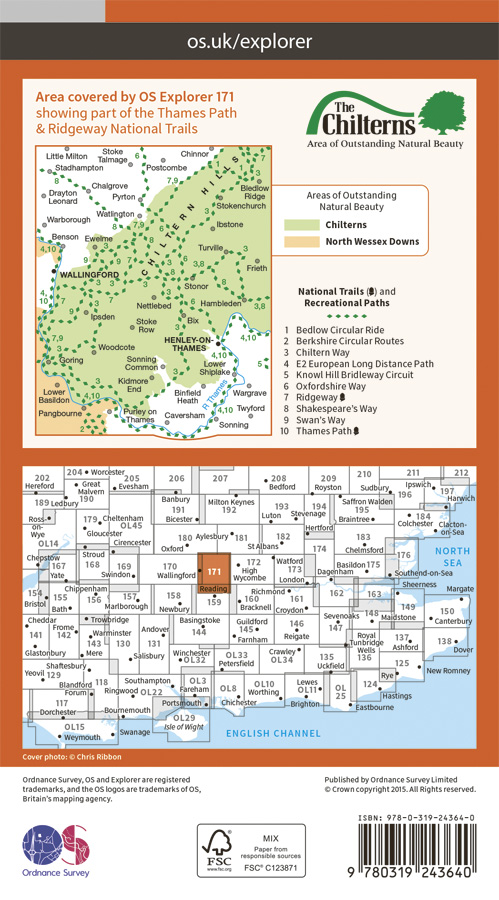 os.uk/explorer
Area covered by OS Explorer 171
showing part of the Thames Path
& Ridgeway National Trails
The
Chilterns
Area of Outstanding Natural Beauty
Little Milton
Stoke
Talmage
Chinnor
Stadhampton
Postcombe
Drayton
Leonard
Chalgrove
Pyrton
Bledlow
Ridge
Warborough
Watlington
Stokenchurch
Ibstone
Benson
Ewelme
CHILTERN HILLS
Turville
WALLINGFORD
Frieth
Stonor
Nettlebed
Hambleden
Ipsden
Stoke
Row
Bix
HENLEY-ON-
THAMES
Woodcote
Goring
Sonning
Common
Lower
Shiplake
Kidmore
End
Lower
Basildon
Binfield
Heath
R Thames
Wargrave
Pangbourne
Purley on
Thames
Caversham
Twyford
Sonning
Areas of Outstanding
Natural Beauty
Chilterns
North Wessex Downs
National Trails ( ) and
Recreational Paths
1 Bedlow Circular Ride
2 Berkshire Circular Routes
3 Chiltern Way
4 E2 European Long Distance Path
5 Knowl Hill Bridleway Circuit
6 Oxfordshire Way
7 Ridgeway
8 Shakespeare's Way
9 Swan's Way
10 Thames Path
202 204 Worcester 205 206 207 208 209 210 211 212
Hereford Great Malvern Evesham Bedford Royston Sudbury Ipswich
189 Ledbury 190 Banbury Milton Keynes Saffron Walden 196 197 Harwich
191 192 193 194 195
Ross-on-Wye 179 Cheltenham OL45 Bicester Luton Stevenage Braintree 184 Colchester Clacton-on-Sea
OL14 Gloucester Cirencester 180 Aylesbury 181 182 Hertford 183
Chepstow Stroud Oxford St Albans 174 Chelmsford 176 NORTH SEA
167 168 169 170 171 172 Watford 173 Basildon 175
Yate Swindon Wallingford High Wycombe London Dagenham Southend-on-Sea
154 155 Chippenham 156 157 158 Reading 159 Richmond 160 161 162 163 Sheerness Margate
Bristol Bath Marlborough Newbury Bracknell Croydon 148 149 150
Cheddar Frome Trowbridge Andover Basingstoke Guildford 146 Sevenoaks 147 Maidstone Canterbury
141 142 143 Warminster 130 131 144 145 Reigate Royal Tunbridge Wells 137 138 Dover
Glastonbury Mere Salisbury Winchester Farnham Crawley 136 Ashford
Shaftesbury OL32 OL33 OL34 135 125 New Romney
Yeovil 129 Petersfield Uckfield Rye
Blandford Forum 118 Southampton OL3 OL8 OL10 Lewes OL11 OL25 124 Hastings
Ringwood OL22 Fareham Worthing
117 Dorchester Bournemouth Portsmouth Chichester Brighton Eastbourne
OL15 Weymouth Swanage OL29 Isle of Wight ENGLISH CHANNEL
Cover photo: © Chris Ribbon
Ordnance Survey, OS and Explorer are registered
trademarks, and the OS logos are trademarks of OS,
Britain's mapping agency.
Published by Ordnance Survey Limited
© Crown copyright 2015. All Rights reserved.
OS
Ordnance Survey
FSC
www.fsc.org
MIX
Paper from
responsible sources
FSC® C123871
ISBN: 978-0-319-24364-0
9 780319 243640